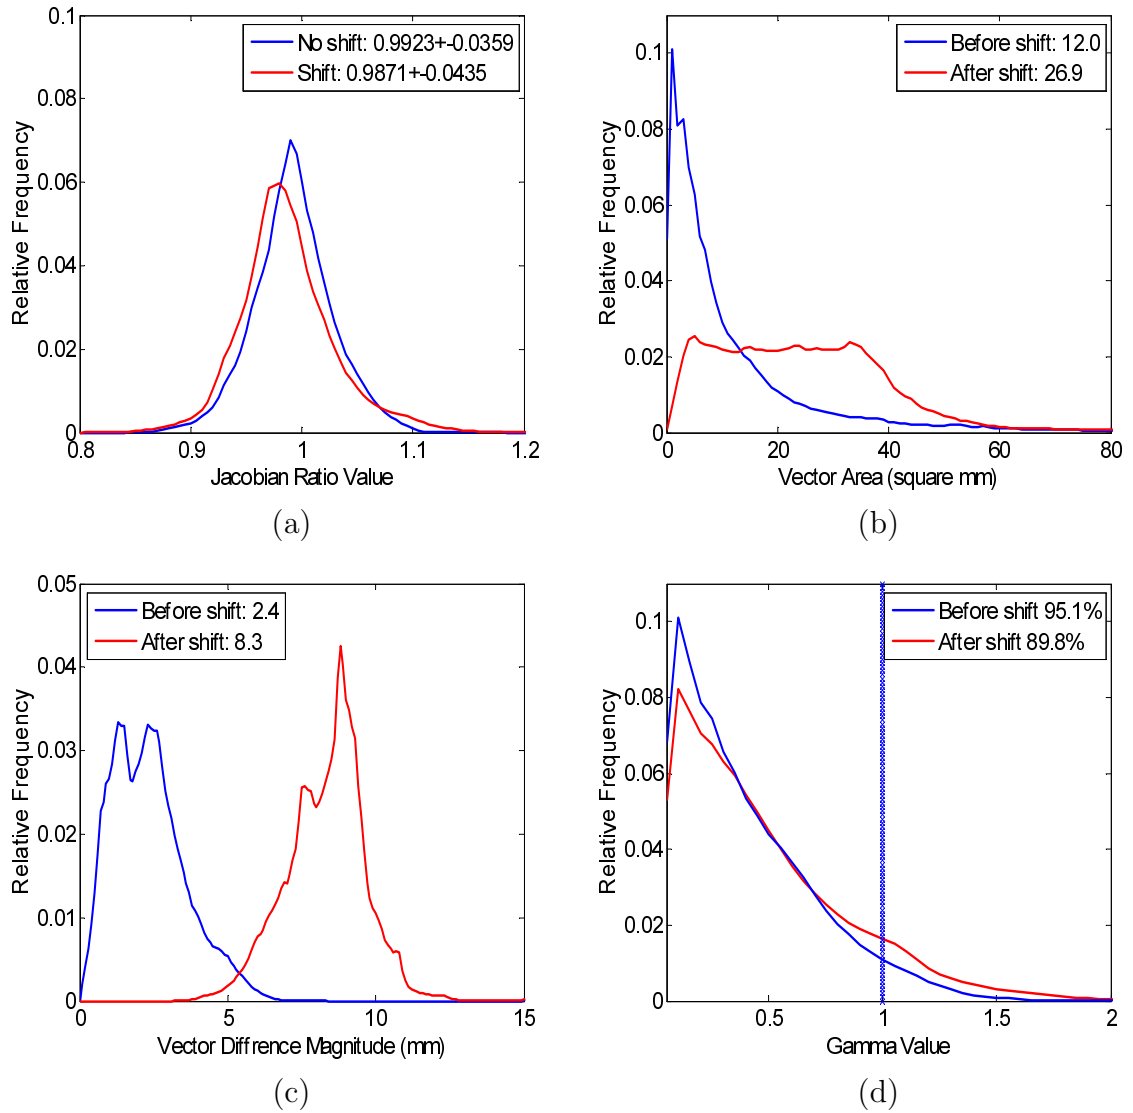 0.1
No shift: 0.9923+-0.0359
Shift: 0.9871+-0.0435
0.08
0.06
0.04
0.02
0
0.8
0.9
1
1.1
1.2
Relative Frequency
Jacobian Ratio Value
(a)
0.1
Before shift: 12.0
After shift: 26.9
0.08
0.06
0.04
0.02
0
0
20
40
60
80
Relative Frequency
Vector Area (square mm)
(b)
0.05
Before shift: 2.4
After shift: 8.3
0.04
0.03
0.02
0.01
0
0
5
10
15
Relative Frequency
Vector Diffrence Magnitude (mm)
(c)
0.1
Before shift 95.1%
After shift 89.8%
0.08
0.06
0.04
0.02
0
0.5
1
1.5
2
Relative Frequency
Gamma Value
(d)